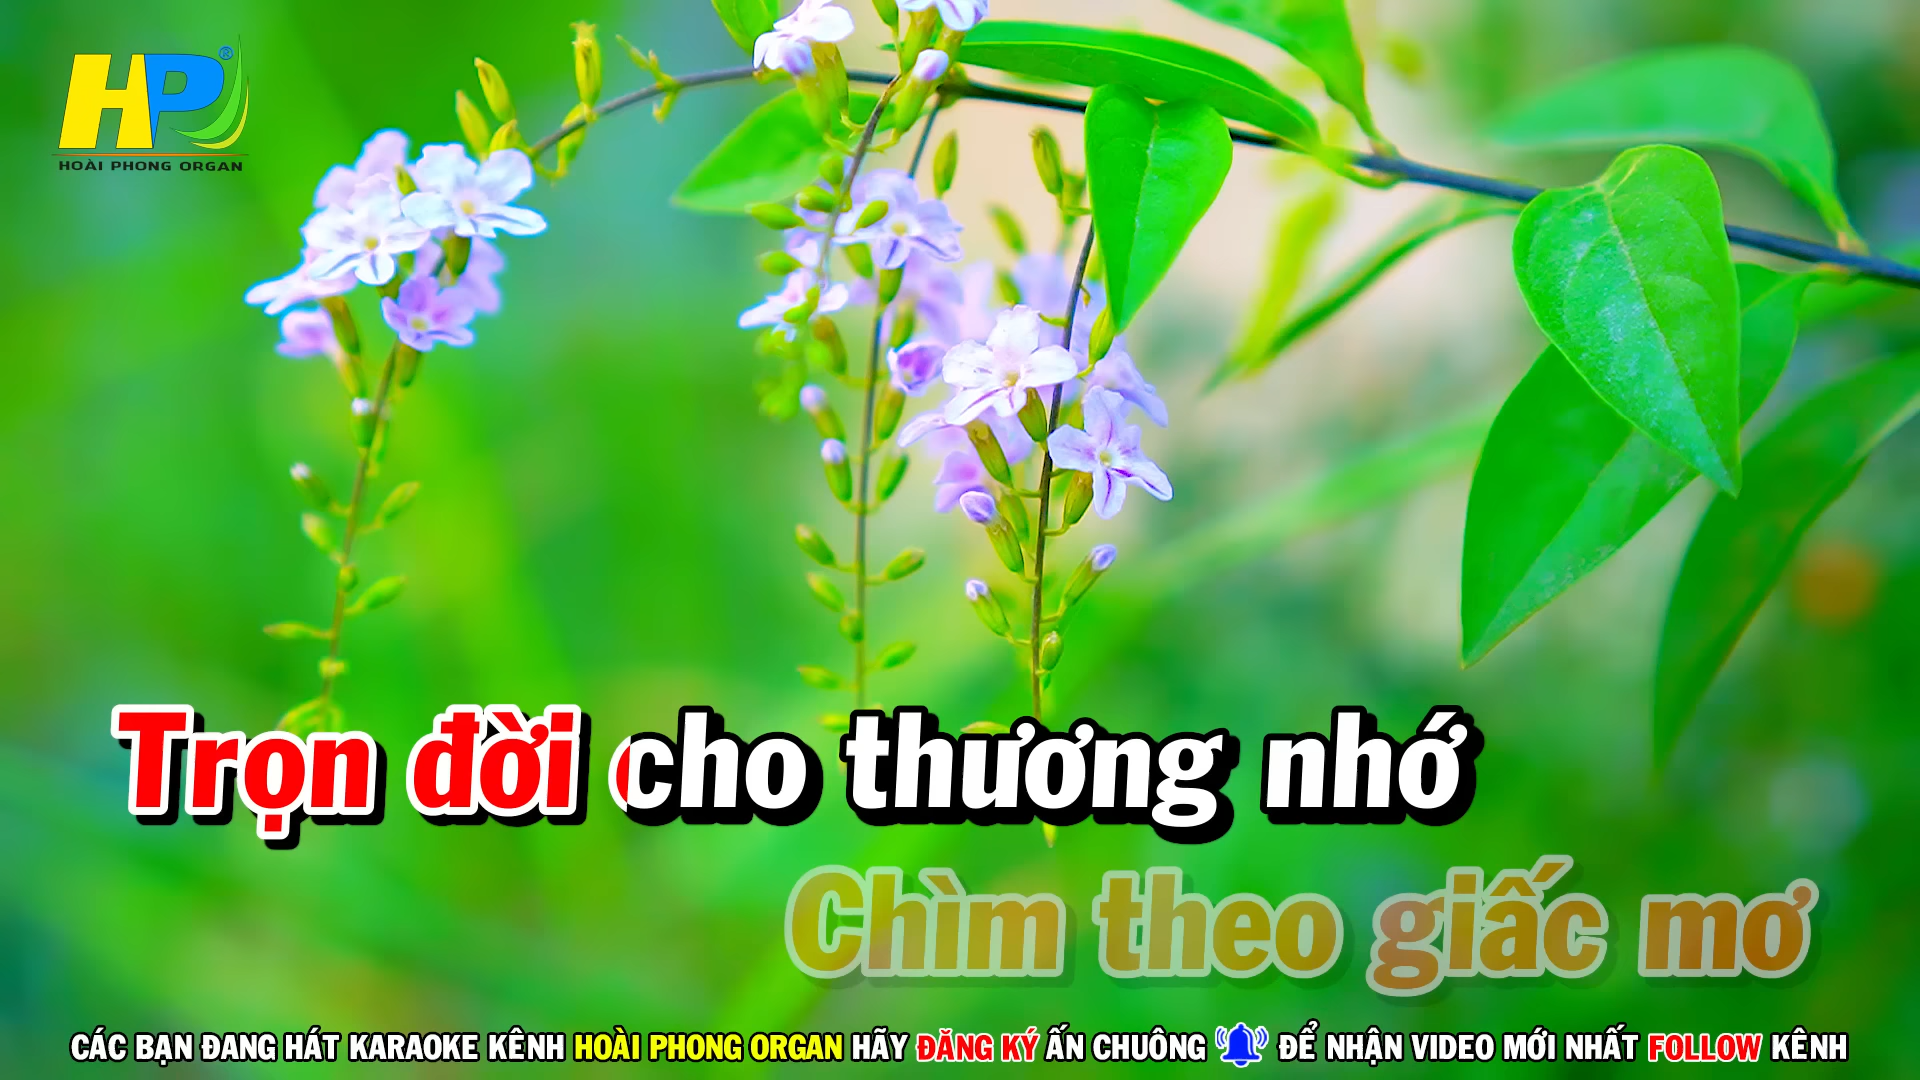 HP®
HOÀI PHONG ORGAN
Trọn đời cho thương nhớ
Chìm theo giấc mơ
CÁC BẠN ĐANG HÁT KARAOKE KÊNH HOÀI PHONG ORGAN HÃY ĐĂNG KÝ ẤN CHUÔNG ĐỂ NHẬN VIDEO MỚI NHẤT FOLLOW KÊNH